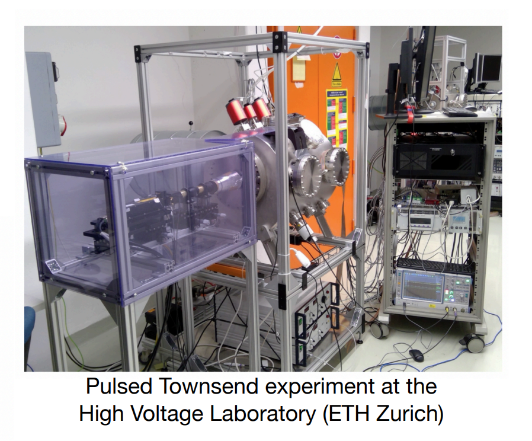 Pulsed Townsend experiment at the
High Voltage Laboratory (ETH Zurich)